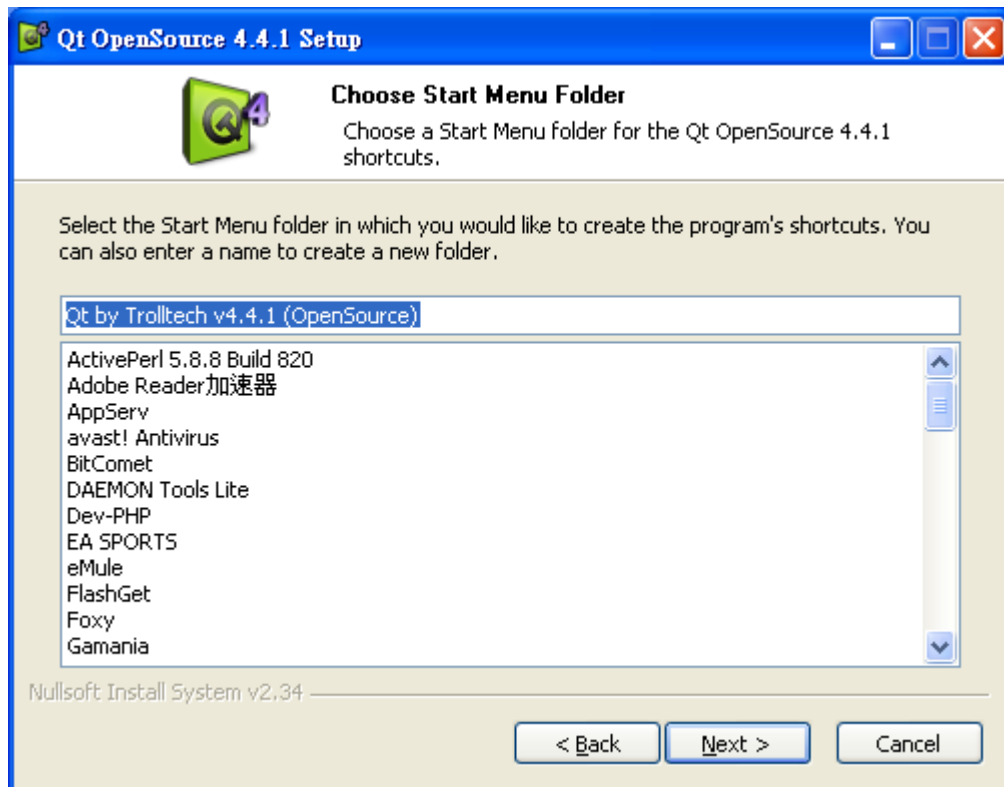 Qt OpenSource 4.4.1 Setup
Choose Start Menu Folder
Choose a Start Menu folder for the Qt OpenSource 4.4.1
shortcuts.
Select the Start Menu folder in which you would like to create the program's shortcuts. You
can also enter a name to create a new folder.
Qt by Trolltech v4.4.1 (OpenSource)
ActivePerl 5.8.8 Build 820
Adobe Reader加速器
AppServ
avast! Antivirus
BitComet
DAEMON Tools Lite
Dev-PHP
EA SPORTS
eMule
FlashGet
Foxy
Gamania
Nullsoft Install System v2.34
< Back Next > Cancel